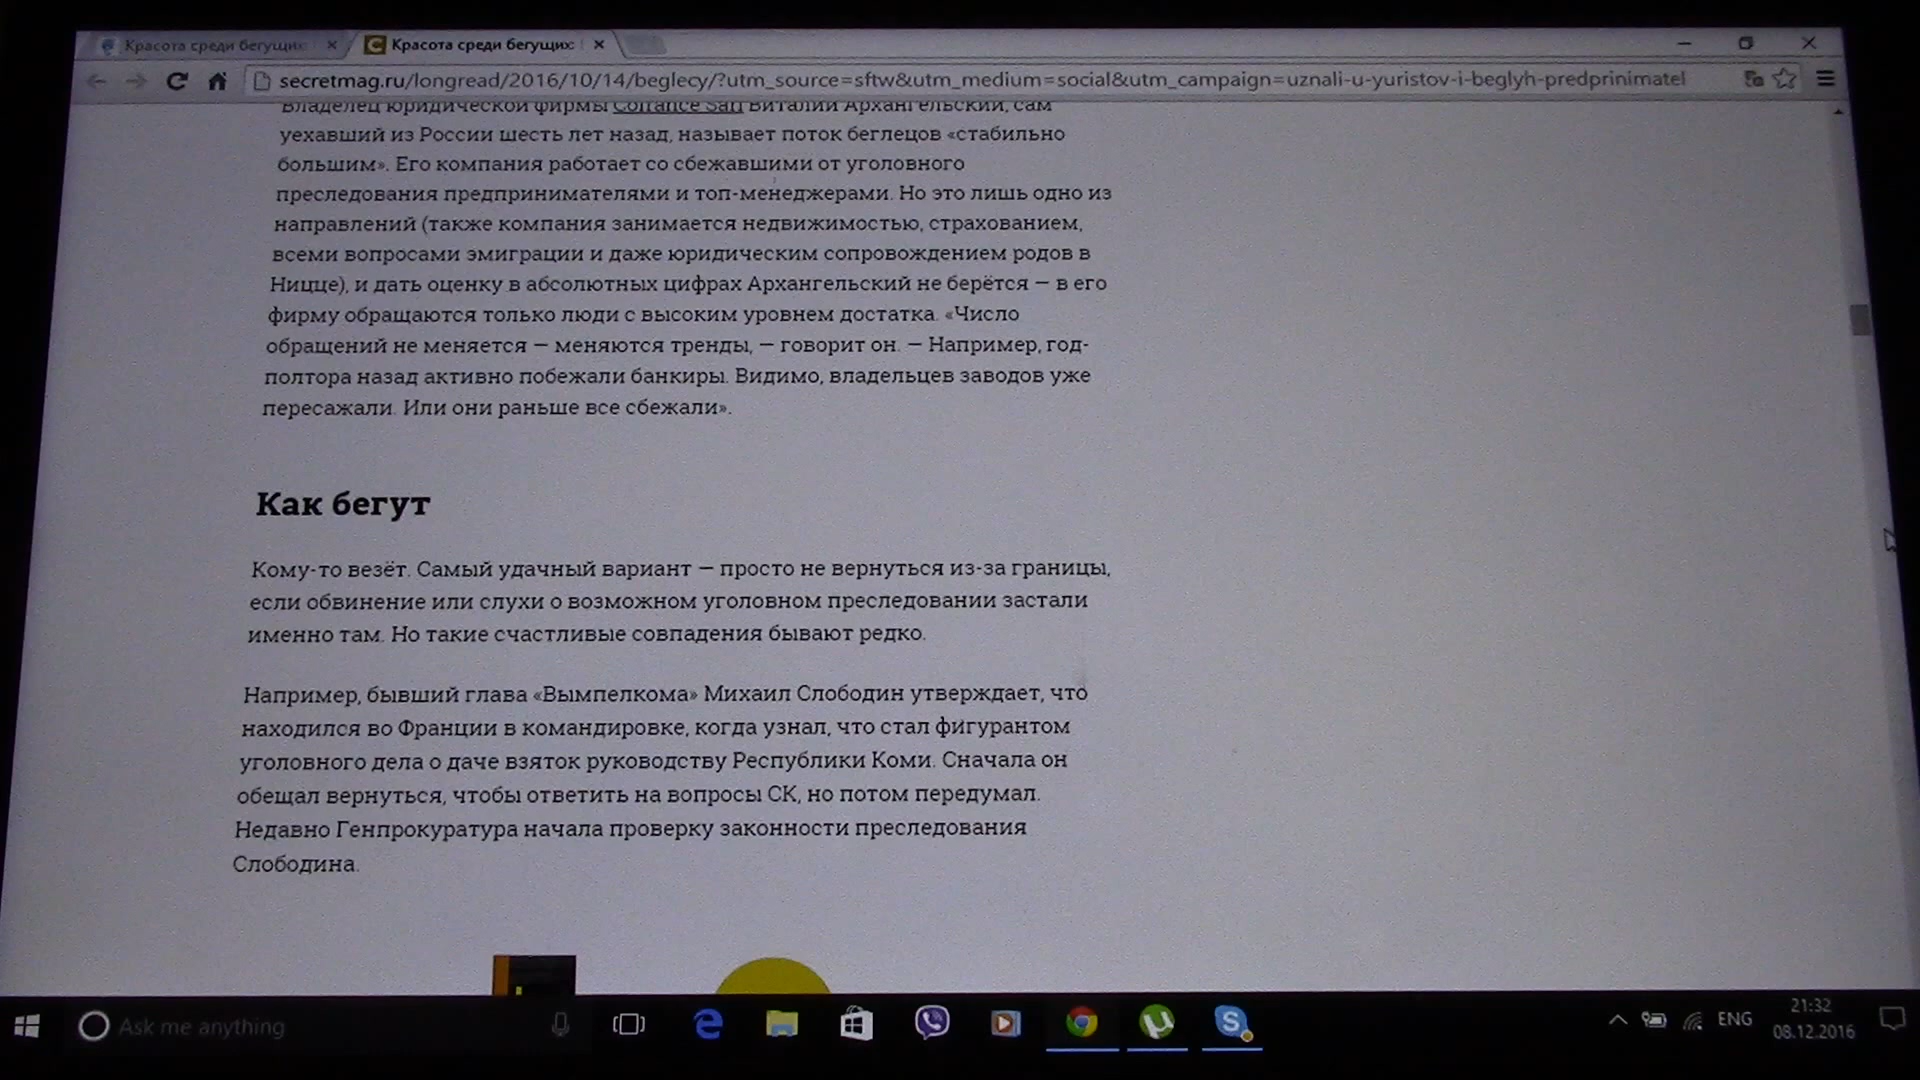 Красота среди бегущих:
Красота среди бегущих:
secretmag.ru/longread/2016/10/14/beglecy/?utm_source=sftw&utm_medium=social&utm_campaign=uznali-u-yuristov-i-beglyh-predprinimatel
Владелец юридической фирмы Cofrance Sarl Виталий Архангельский, сам
уехавший из России шесть лет назад, называет поток беглецов «стабильно
большим». Его компания работает со сбежавшими от уголовного
преследования предпринимателями и топ-менеджерами. Но это лишь одно из
направлений (также компания занимается недвижимостью, страхованием,
всеми вопросами эмиграции и даже юридическим сопровождением родов в
Ницце), и дать оценку в абсолютных цифрах Архангельский не берётся — в его
фирму обращаются только люди с высоким уровнем достатка. «Число
обращений не меняется — меняются тренды, — говорит он. — Например, год-
полтора назад активно побежали банкиры. Видимо, владельцев заводов уже
пересажали. Или они раньше все сбежали».
Как бегут
Кому-то везёт. Самый удачный вариант — просто не вернуться из-за границы,
если обвинение или слухи о возможном уголовном преследовании застали
именно там. Но такие счастливые совпадения бывают редко.
Например, бывший глава «Вымпелкома» Михаил Слободин утверждает, что
находился во Франции в командировке, когда узнал, что стал фигурантом
уголовного дела о даче взяток руководству Республики Коми. Сначала он
обещал вернуться, чтобы ответить на вопросы СК, но потом передумал.
Недавно Генпрокуратура начала проверку законности преследования
Слободина.
Ask me anything
ENG
21:32
08.12.2016